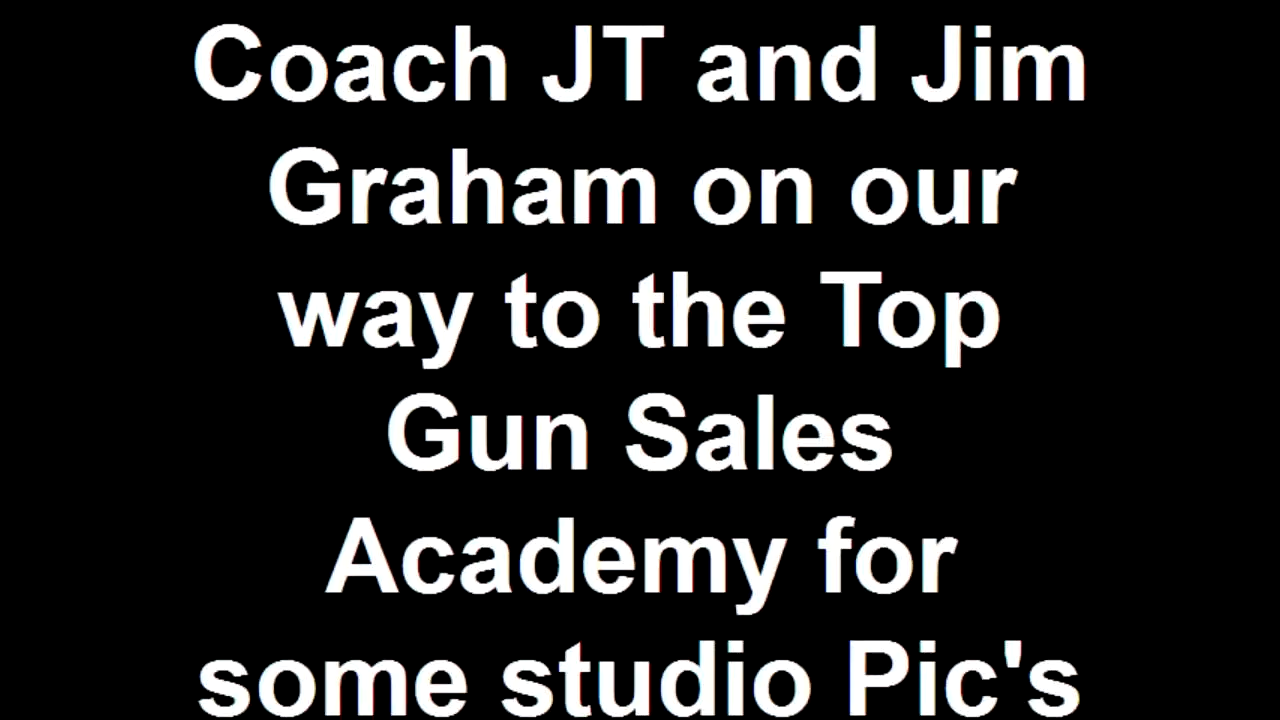 Coach JT and Jim
Graham on our
way to the Top
Gun Sales
Academy for
some studio Pic's